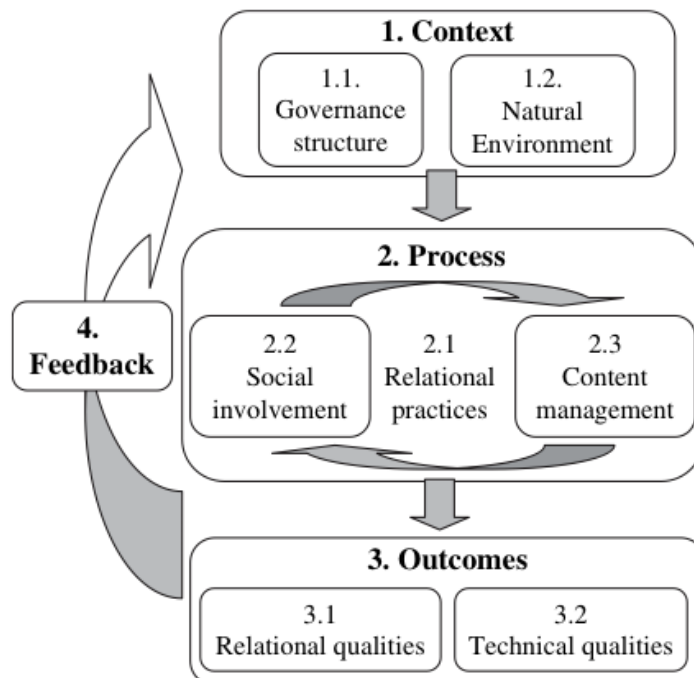 1. Context
1.1.
Governance
structure
1.2.
Natural
Environment
2. Process
2.2
Social
involvement
2.1
Relational
practices
2.3
Content
management
4.
Feedback
3. Outcomes
3.1
Relational qualities
3.2
Technical qualities